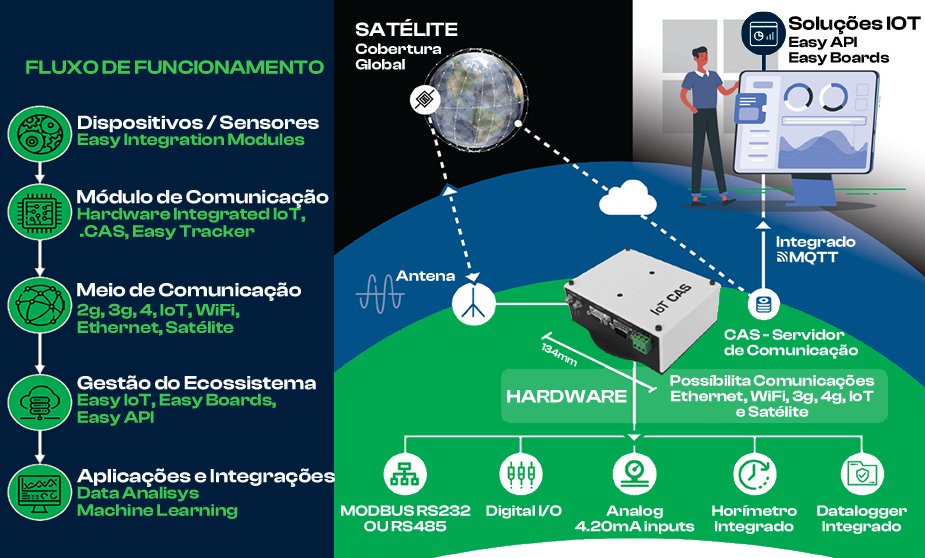 FLUXO DE FUNCIONAMENTO
Dispositivos / Sensores
Easy Integration Modules
Módulo de Comunicação
Hardware Integrated IoT,
.CAS, Easy Tracker
Meio de Comunicação
2g, 3g, 4, IoT, WiFi,
Ethernet, Satélite
Gestão do Ecossistema
Easy IoT, Easy Boards,
Easy API
Aplicações e Integrações
Data Analisys
Machine Learning
SATÉLITE
Cobertura
Global
Soluções IOT
Easy API
Easy Boards
Integrado
MQTT
Antena
IoT CAS
134mm
CAS - Servidor
de Comunicação
HARDWARE
Possíbilita Comunicações
Ethernet, WiFi, 3g, 4g, IoT
e Satélite
MODBUS RS232
OU RS485
Digital I/O
Analog
4.20mA inputs
Horímetro
Integrado
Datalogger
Integrado